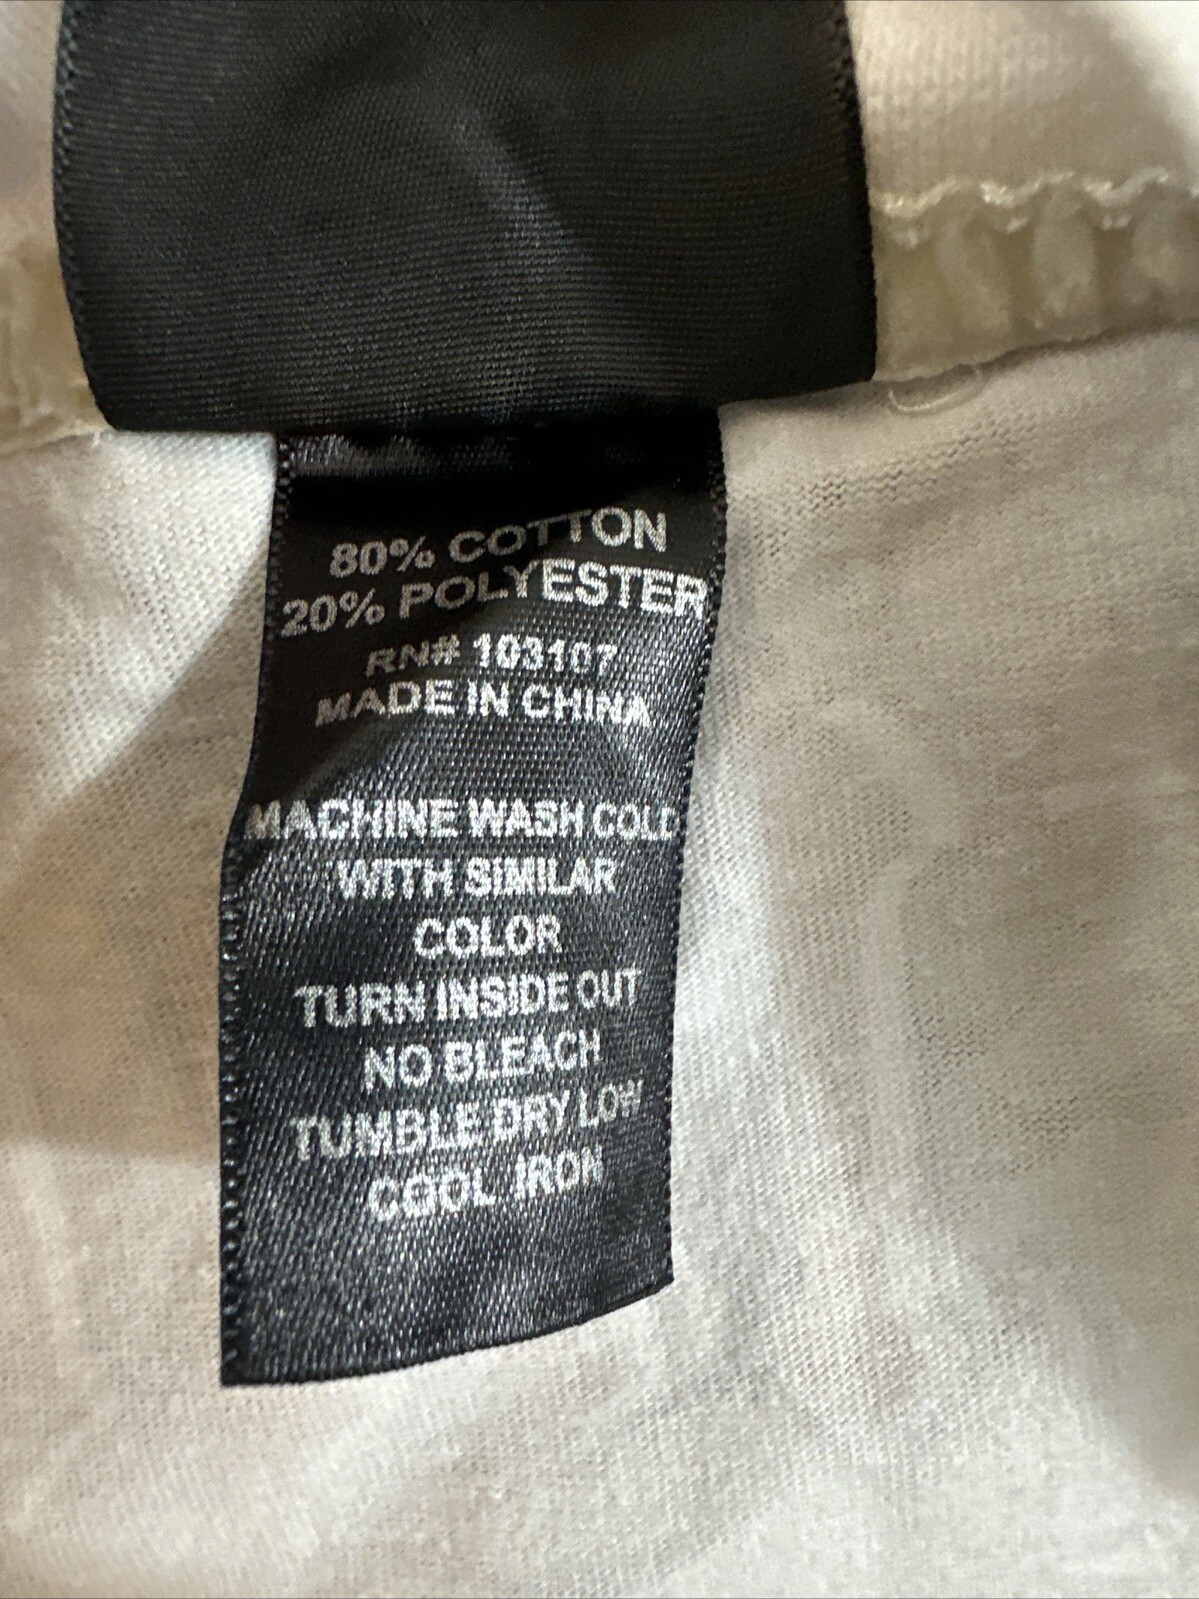 80% COTTON
20% POLYESTER
RN# 103107
MADE IN CHINA
MACHINE WASH COLD
WITH SIMILAR
COLOR
TURN INSIDE OUT
NO BLEACH
TUMBLE DRY LOW
COOL IRON